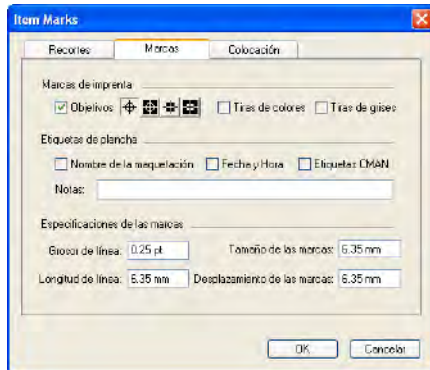 Item Marks
Recortes Marcas Colocación
Marcas de imprenta
Objetivos Tiras de colores Tiras de grises
Etiquetas de plancha
Nombre de la maquetación Fecha y Hora Etiquetas CMAN
Notas:
Especificaciones de las marcas
Grosor de línea: 0.25 pt Tamaño de las marcas: 6.35 mm
Longitud de línea: 6.35 mm Desplazamiento de las marcas: 6.35 mm
OK Cancelar